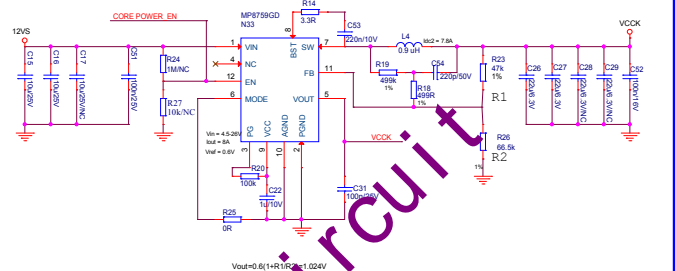 CORE POWER_EN
12VS
MP8759GD
N33
R14
3.3R
C53
220n/10V
L4
0.9 uH
Idc2 = 7.8A
VCCK
C15
10u/25V
C16
10u/25V
C17
10u/25V/NC
C51
100n/25V
R24
1M/NC
R27
10k/NC
1
VIN
4
NC
12
EN
6
MODE
8
BST
SW
7
FB
11
VOUT
5
PG
VCC
AGND
PGND
3
9
10
2
Vin = 4.5-26V
Iout = 8A
Vref = 0.6V
R19
499k
1%
C54
220p/50V
R18
499R
1%
R23
47k
1%
R1
R26
66.5k
1%
R2
C26
22u/6.3V
C27
22u/6.3V
C28
22u/6.3V/NC
C29
22u/6.3V/NC
C52
100n/16V
VCCK
R20
100k
C22
1u/10V
C31
100n/25V
R25
0R
Vout=0.6(1+R1/R2)=1.024V
ircuit